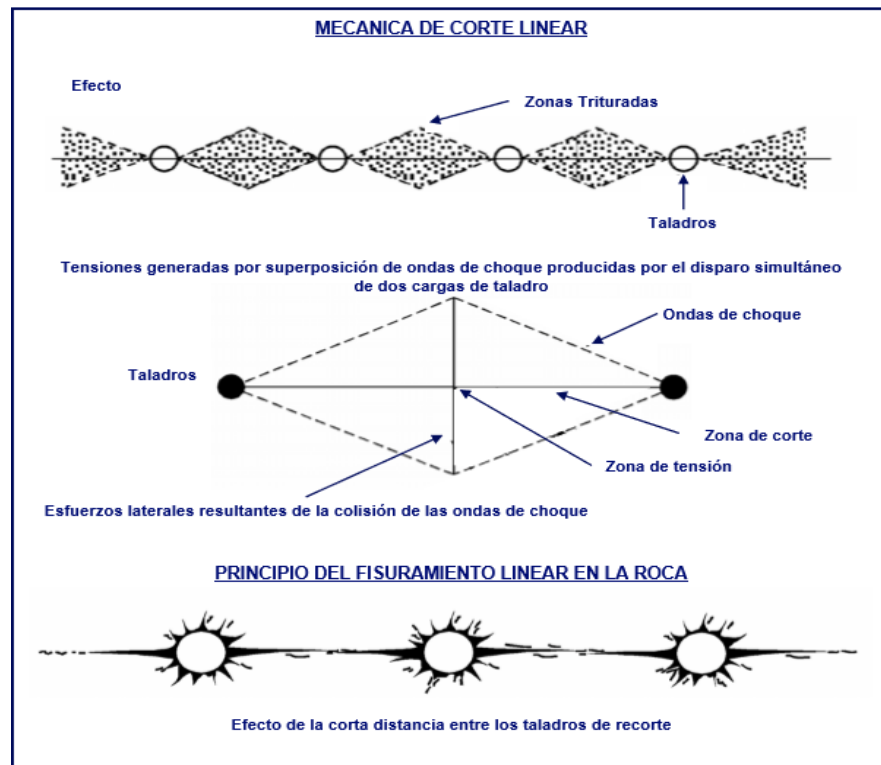 MECANICA DE CORTE LINEAR
Efecto
Zonas Trituradas
Taladros
Tensiones generadas por superposición de ondas de choque producidas por el disparo simultáneo
de dos cargas de taladro
Ondas de choque
Taladros
Zona de corte
Zona de tensión
Esfuerzos laterales resultantes de la colisión de las ondas de choque
PRINCIPIO DEL FISURAMIENTO LINEAR EN LA ROCA
Efecto de la corta distancia entre los taladros de recorte